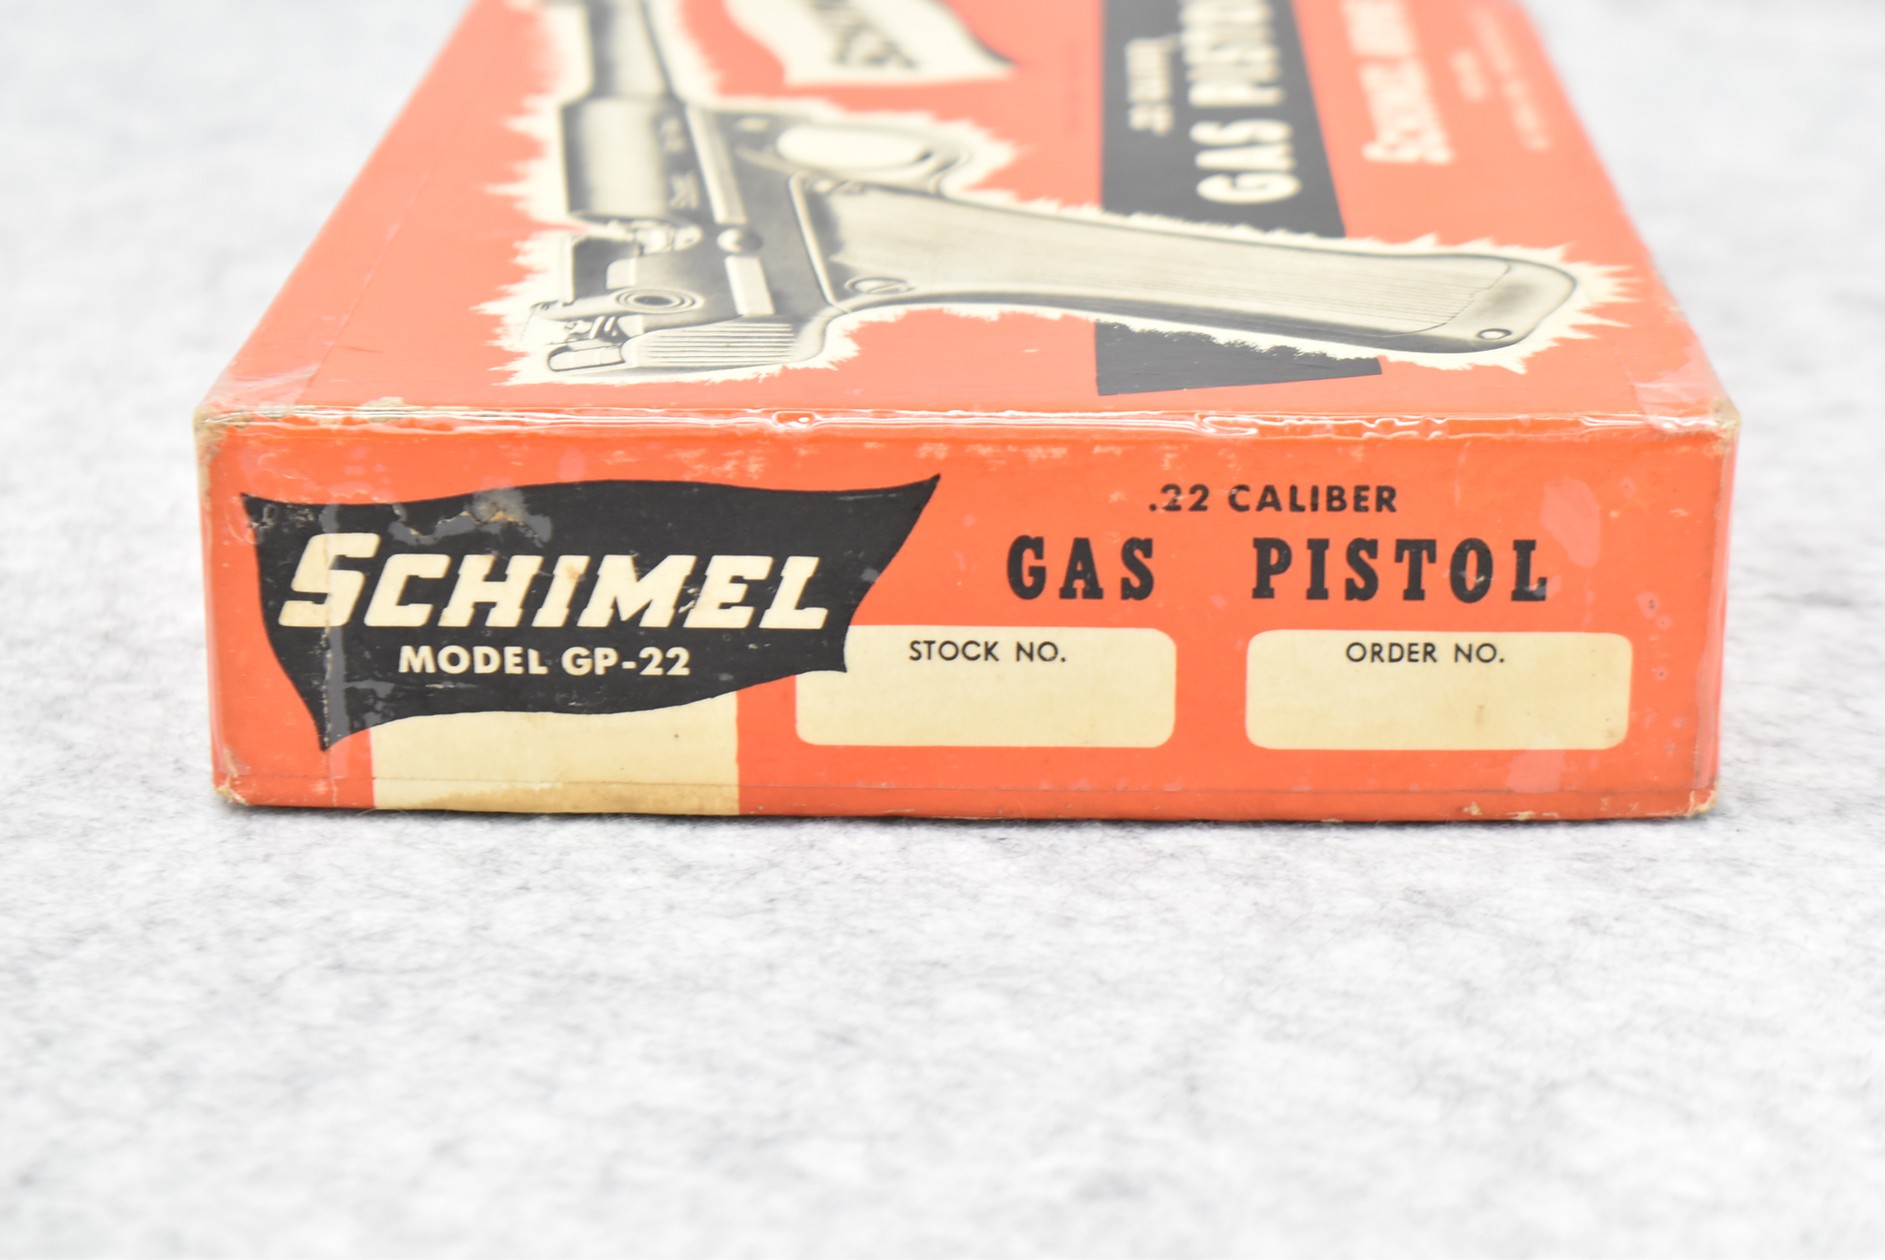 GAS PISTOL
SCHIMEL
MODEL GP-22
.22 CALIBER
GAS PISTOL
STOCK NO.
ORDER NO.